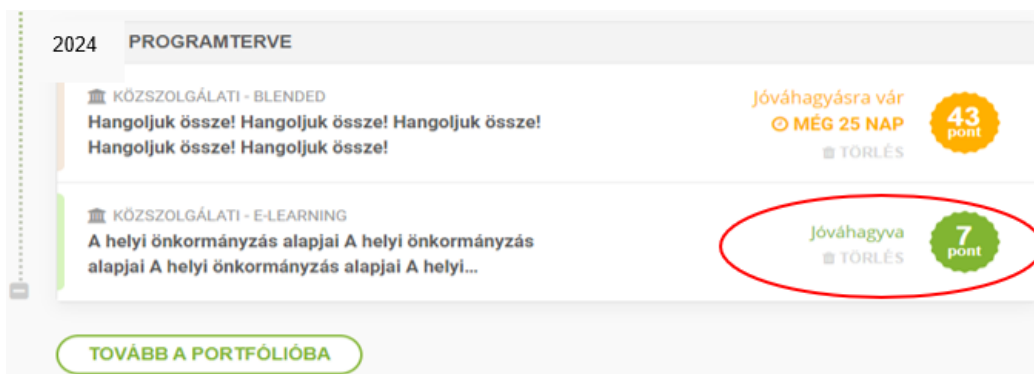 2024 PROGRAMTERVE
KÖZSZOLGÁLATI - BLENDED
Hangoljuk össze! Hangoljuk össze! Hangoljuk össze!
Hangoljuk össze! Hangoljuk össze!
Jóváhagyásra vár
MÉG 25 NAP
TÖRLÉS
43
pont
KÖZSZOLGÁLATI - E-LEARNING
A helyi önkormányzás alapjai A helyi önkormányzás
alapjai A helyi önkormányzás alapjai A helyi...
Jóváhagyva
TÖRLÉS
7
pont
TOVÁBB A PORTFÓLIÓBA